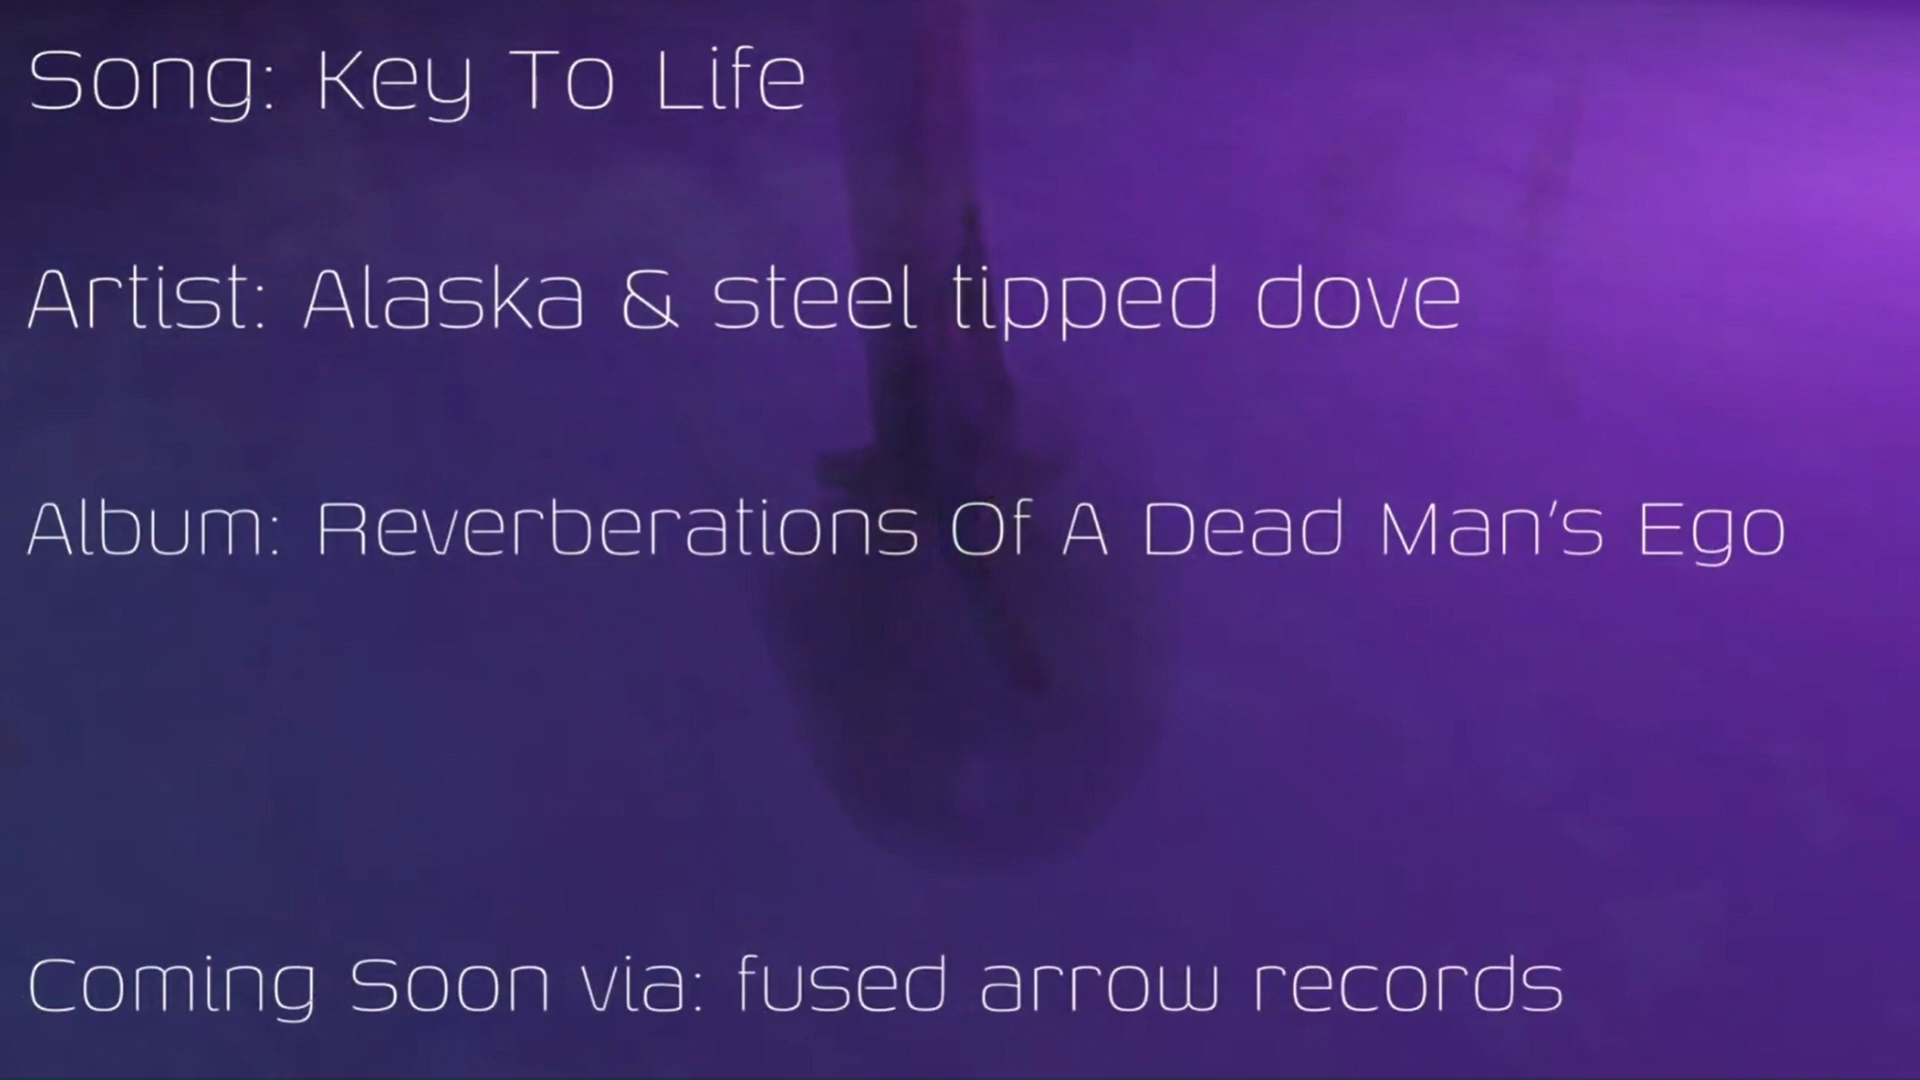 Song: Key To Life
Artist: Alaska & steel tipped dove
Album: Reverberations Of A Dead Man's Ego
Coming Soon via: fused arrow records